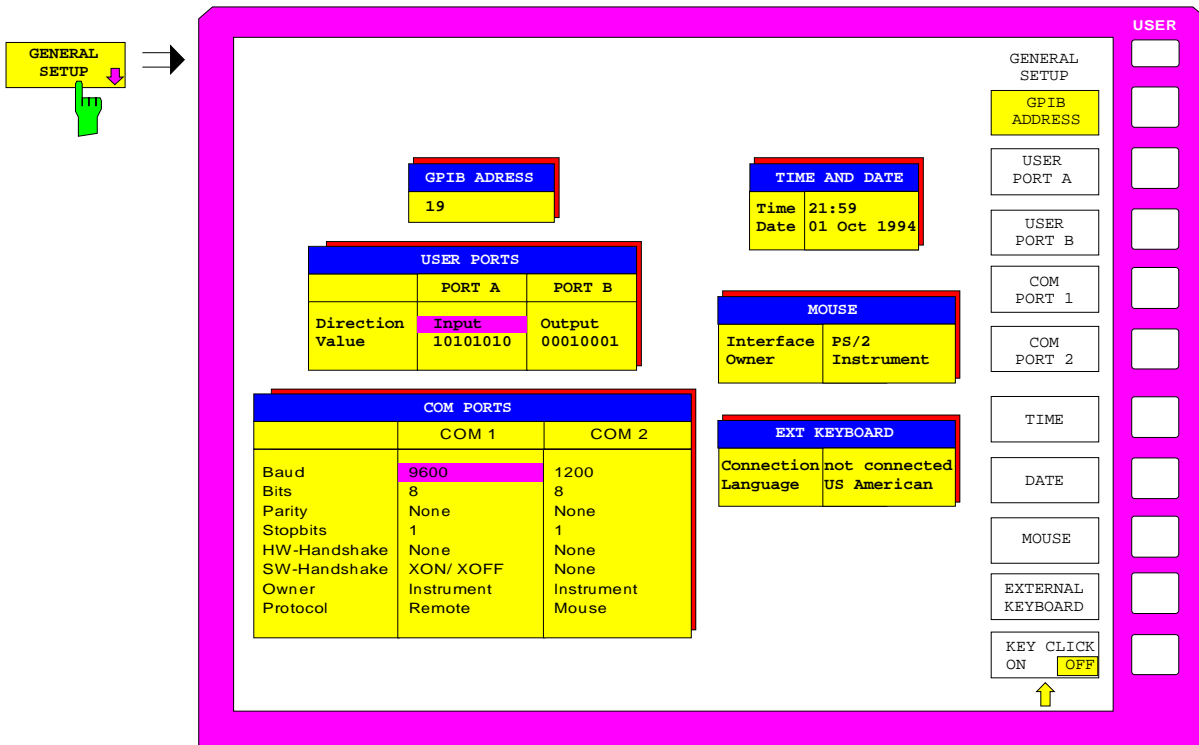 GENERAL
SETUP
USER
GENERAL
SETUP
GPIB
ADDRESS
USER
PORT A
USER
PORT B
COM
PORT 1
COM
PORT 2
TIME
DATE
MOUSE
EXTERNAL
KEYBOARD
KEY CLICK
ON OFF
GPIB ADRESS
19
USER PORTS
PORT A PORT B
Direction Input Output
Value 10101010 00010001
COM PORTS
COM 1 COM 2
Baud 9600 1200
Bits 8 8
Parity None None
Stopbits 1 1
HW-Handshake None None
SW-Handshake XON/ XOFF None
Owner Instrument Instrument
Protocol Remote Mouse
TIME AND DATE
Time 21:59
Date 01 Oct 1994
MOUSE
Interface PS/2
Owner Instrument
EXT KEYBOARD
Connection not connected
Language US American